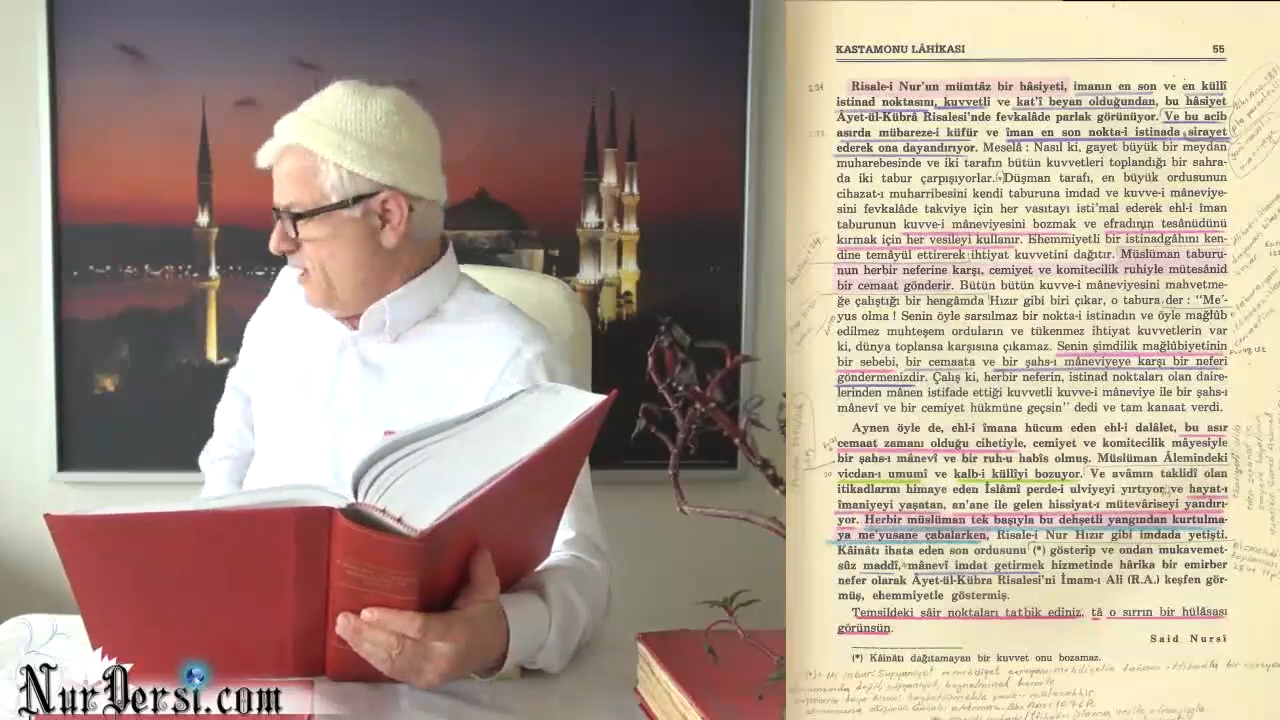 KASTAMONU LÂHİKASI 55
Risale-i Nur'un mümtâz bir hâsiyeti, imanın en son ve en küllî
istinad noktasını, kuvvetli ve kat'î beyan olduğundan, bu hâsiyet
Âyet-ül-Kübrâ Risalesi'nde fevkalâde parlak görünüyor. Ve bu acib
asırda mübareze-i küfür ve îman en son nokta-i istinada sirayet
ederek ona dayandırıyor. Meselâ : Nasıl ki, gayet büyük bir meydan
muharebesinde ve iki tarafın bütün kuvvetleri toplandığı bir sahra-
da iki tabur çarpışıyorlar. Düşman tarafı, en büyük ordusunun
cihazat-ı muharribesini kendi taburuna imdad ve kuvve-i mâneviye-
sini fevkalâde takviye için her vasıtayı isti'mal ederek ehl-i îman
taburunun kuvve-i mâneviyesini bozmak ve efradının tesânüdünü
kırmak için her vesileyi kullanır. Ehemmiyetli bir istinadgâhını ken-
dine temâyül ettirerek ihtiyat kuvvetini dağıtır. Müslüman taburu-
nun herbir neferine karşı, cemiyet ve komitecilik ruhiyle mütesânid
bir cemaat gönderir. Bütün bütün kuvve-i mâneviyesini mahvetme-
ğe çalıştığı bir hengâmda Hızır gibi biri çıkar, o tabura der : "Me'-
yus olma ! Senin öyle sarsılmaz bir nokta-i istinadın ve öyle mağlûb
edilmez muhteşem orduların ve tükenmez ihtiyat kuvvetlerin var
ki, dünya toplansa karşısına çıkamaz. Senin şimdilik mağlûbiyetinin
bir sebebi, bir cemaata ve bir şahs-ı mâneviyeye karşı bir neferi
göndermenizdir. Çalış ki, herbir neferin, istinad noktaları olan daire-
lerinden mânen istifade ettiği kuvvetli kuvve-i mâneviye ile bir şahs-ı
mânevî ve bir cemiyet hükmüne geçsin" dedi ve tam kanaat verdi.
Aynen öyle de, ehl-i îmana hücum eden ehl-i dalâlet, bu asır
cemaat zamanı olduğu cihetiyle, cemiyet ve komitecilik mâyesiyle
bir şahs-ı mânevî ve bir ruh-u habîs olmuş. Müslüman Âlemindeki
vicdan-ı umumî ve kalb-i küllîyi bozuyor. Ve avâmın taklidî olan
itikadlarını himaye eden İslâmî perde-i ulviyeyi yırtıyor ve hayat-ı
îmaniyeyi yaşatan, an'ane ile gelen hissiyat-ı mütevâriseyi yandırı-
yor. Herbir müslüman tek başıyla bu dehşetli yangından kurtulma-
ya me'yusane çabalarken, Risale-i Nur Hızır gibi imdada yetişti.
Kâinâtı ihata eden son ordusunu (*) gösterip ve ondan mukavemet-
sûz maddî, mânevî imdat getirmek hizmetinde hârika bir emirber
nefer olarak Âyet-ül-Kübra Risalesi'ni İmam-ı Ali (R.A.) keşfen gör-
müş, ehemmiyetle göstermiş.
Temsildeki sâir noktaları tatbik ediniz, tâ o sırrın bir hülâsası
görünsün.
Said Nursî
(*) Kâinâtı dağıtamayan bir kuvvet onu bozamaz.
NurDersi.com